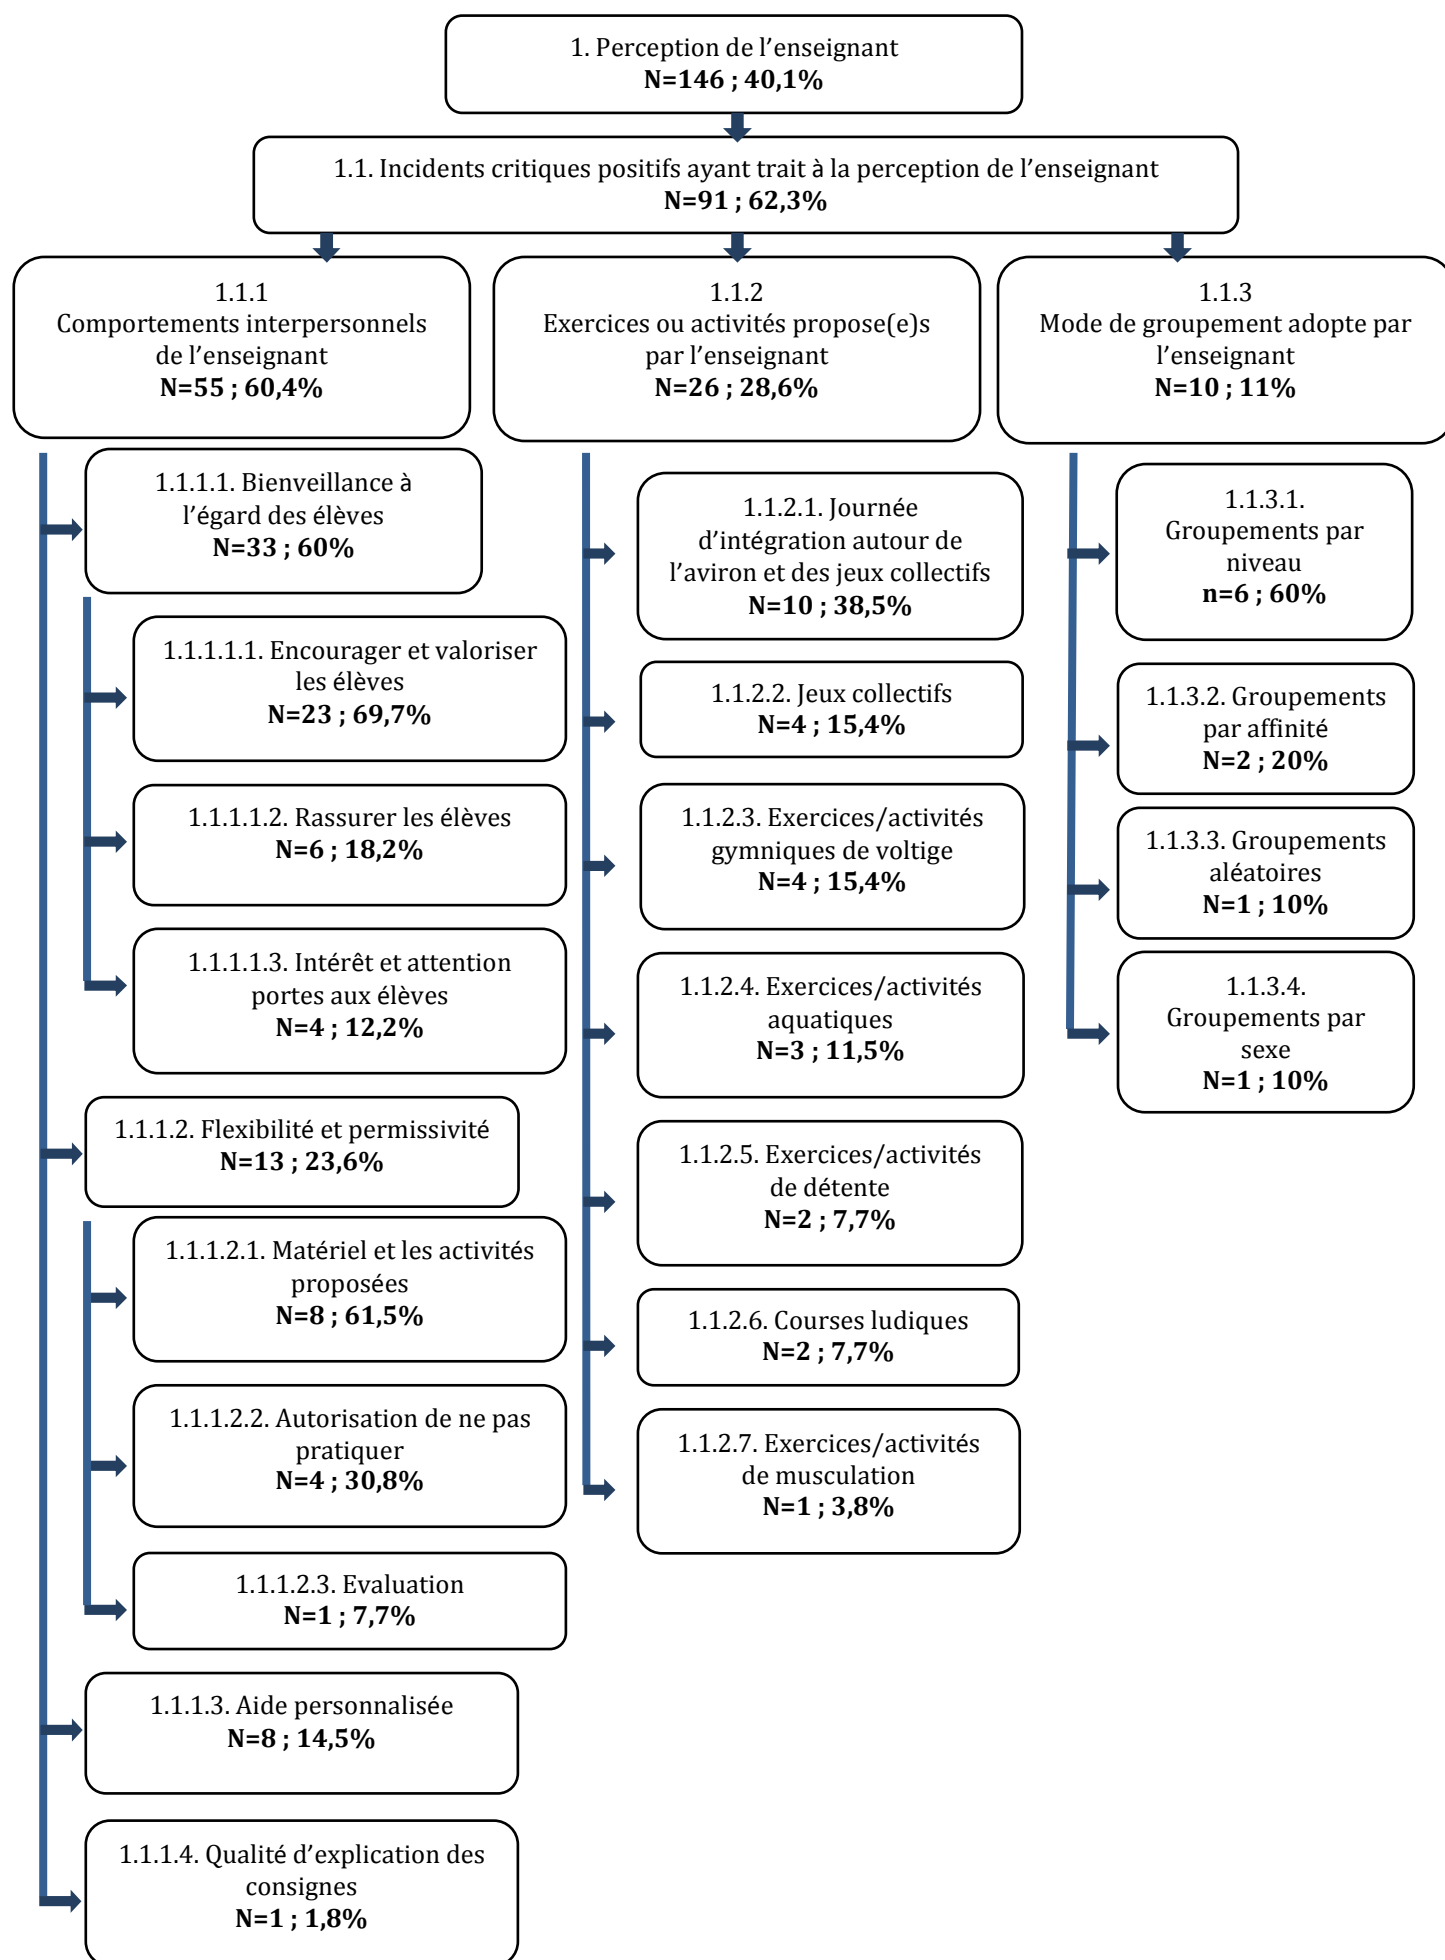 1. Perception de l’enseignant
N=146 ; 40,1%
1.1. Incidents critiques positifs ayant trait à la perception de l’enseignant
N=91 ; 62,3%
1.1.1
Comportements interpersonnels
de l’enseignant
N=55 ; 60,4%
1.1.1.1. Bienveillance à
l’égard des élèves
N=33 ; 60%
1.1.1.1.1. Encourager et valoriser
les élèves
N=23 ; 69,7%
1.1.1.1.2. Rassurer les élèves
N=6 ; 18,2%
1.1.1.1.3. Intérêt et attention
portes aux élèves
N=4 ; 12,2%
1.1.1.2. Flexibilité et permissivité
N=13 ; 23,6%
1.1.1.2.1. Matériel et les activités
proposées
N=8 ; 61,5%
1.1.1.2.2. Autorisation de ne pas
pratiquer
N=4 ; 30,8%
1.1.1.2.3. Evaluation
N=1 ; 7,7%
1.1.1.3. Aide personnalisée
N=8 ; 14,5%
1.1.1.4. Qualité d’explication des
consignes
N=1 ; 1,8%
1.1.2
Exercices ou activités propose(e)s
par l’enseignant
N=26 ; 28,6%
1.1.2.1. Journée
d’intégration autour de
l’aviron et des jeux collectifs
N=10 ; 38,5%
1.1.2.2. Jeux collectifs
N=4 ; 15,4%
1.1.2.3. Exercices/activités
gymniques de voltige
N=4 ; 15,4%
1.1.2.4. Exercices/activités
aquatiques
N=3 ; 11,5%
1.1.2.5. Exercices/activités
de détente
N=2 ; 7,7%
1.1.2.6. Courses ludiques
N=2 ; 7,7%
1.1.2.7. Exercices/activités
de musculation
N=1 ; 3,8%
1.1.3
Mode de groupement adopte par
l’enseignant
N=10 ; 11%
1.1.3.1.
Groupements par
niveau
n=6 ; 60%
1.1.3.2. Groupements
par affinité
N=2 ; 20%
1.1.3.3. Groupements
aléatoires
N=1 ; 10%
1.1.3.4.
Groupements par
sexe
N=1 ; 10%